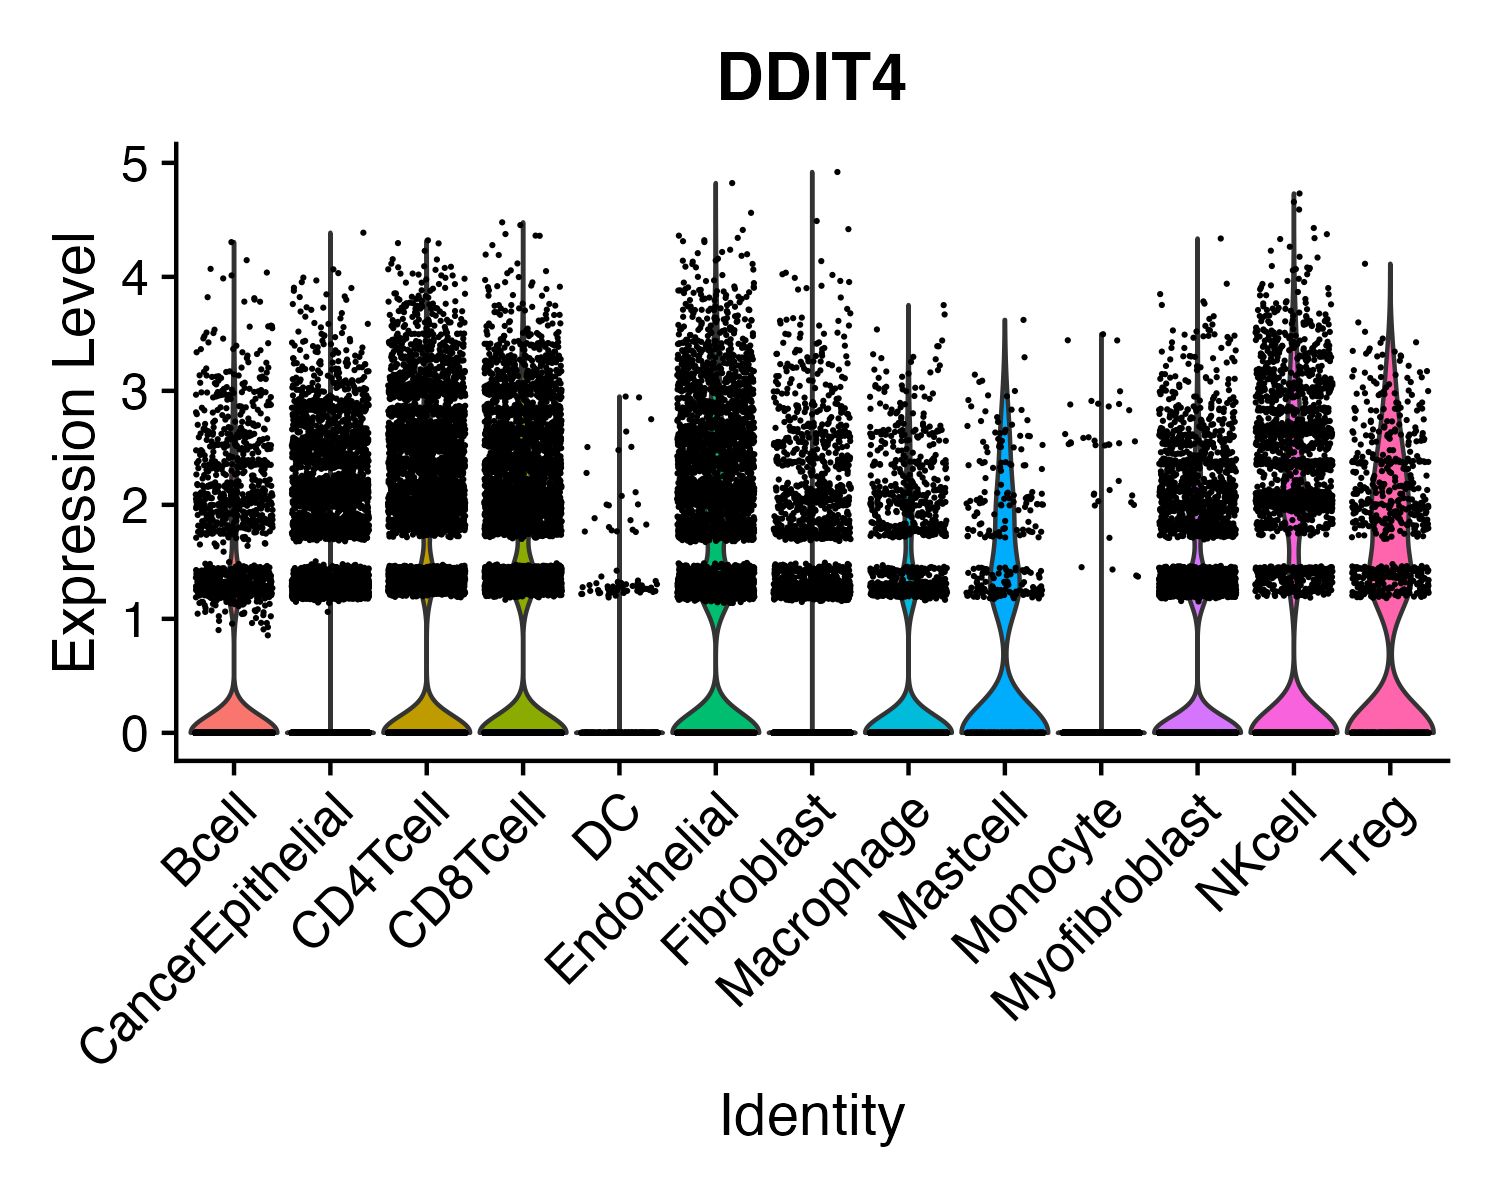 DDIT4
Expression Level
5
4
3
2
1
0
Bcell
CancerEpithelial
CD4Tcell
CD8Tcell
DC
Endothelial
Fibroblast
Macrophage
Mastcell
Monocyte
Myofibroblast
NKcell
Treg
Identity